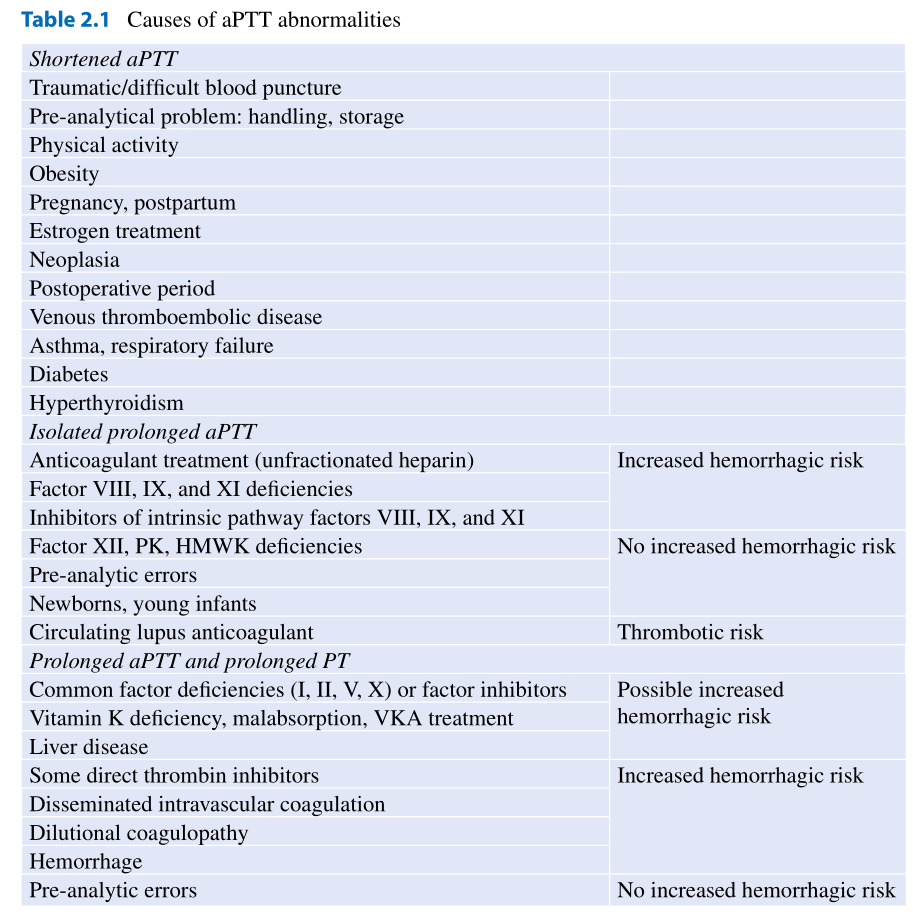 Table 2.1 Causes of aPTT abnormalities
Shortened aPTT
Traumatic/difficult blood puncture
Pre-analytical problem: handling, storage
Physical activity
Obesity
Pregnancy, postpartum
Estrogen treatment
Neoplasia
Postoperative period
Venous thromboembolic disease
Asthma, respiratory failure
Diabetes
Hyperthyroidism
Isolated prolonged aPTT
Anticoagulant treatment (unfractionated heparin) Increased hemorrhagic risk
Factor VIII, IX, and XI deficiencies
Inhibitors of intrinsic pathway factors VIII, IX, and XI
Factor XII, PK, HMWK deficiencies No increased hemorrhagic risk
Pre-analytic errors
Newborns, young infants
Circulating lupus anticoagulant Thrombotic risk
Prolonged aPTT and prolonged PT
Common factor deficiencies (I, II, V, X) or factor inhibitors Possible increased
Vitamin K deficiency, malabsorption, VKA treatment hemorrhagic risk
Liver disease
Some direct thrombin inhibitors Increased hemorrhagic risk
Disseminated intravascular coagulation
Dilutional coagulopathy
Hemorrhage
Pre-analytic errors No increased hemorrhagic risk